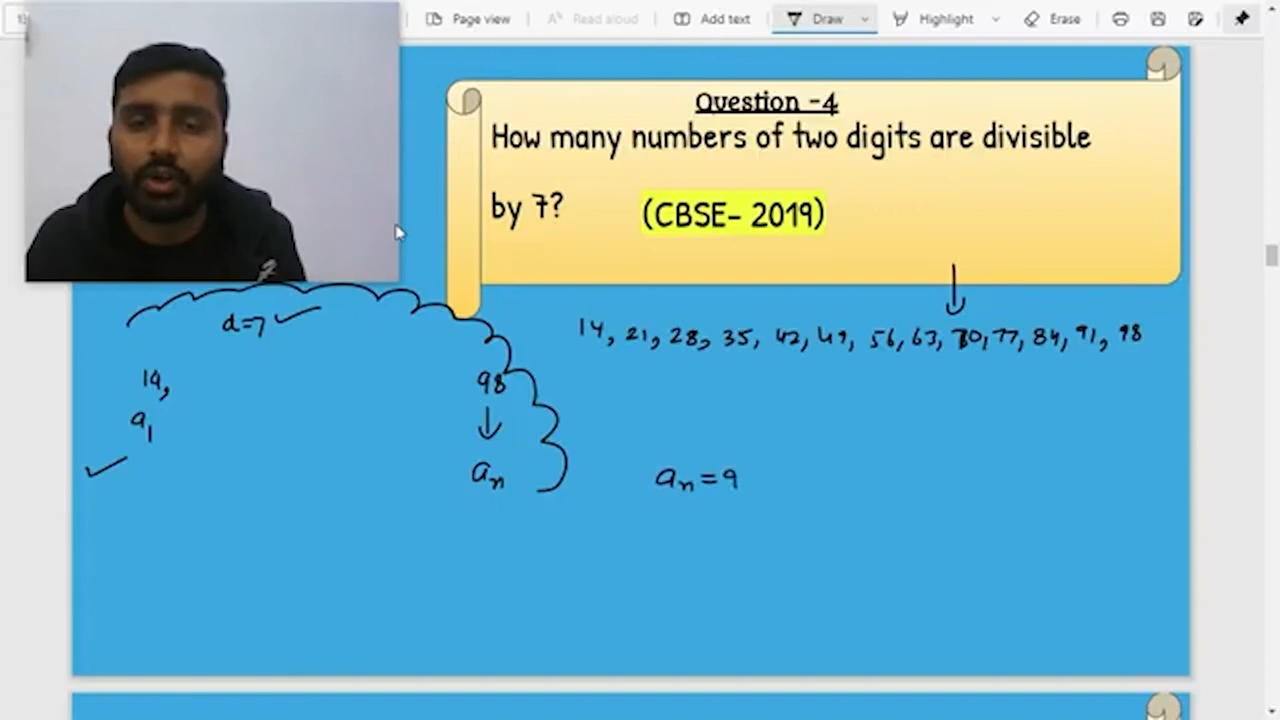 Page view
Read aloud
Add text
Draw
Highlight
Erase
Question -4
How many numbers of two digits are divisible
by 7? (CBSE- 2019)
d=7
14, 21, 28, 35, 42, 49, 56, 63, 70, 77, 84, 91, 98
14, 98
a1
an
an = 9